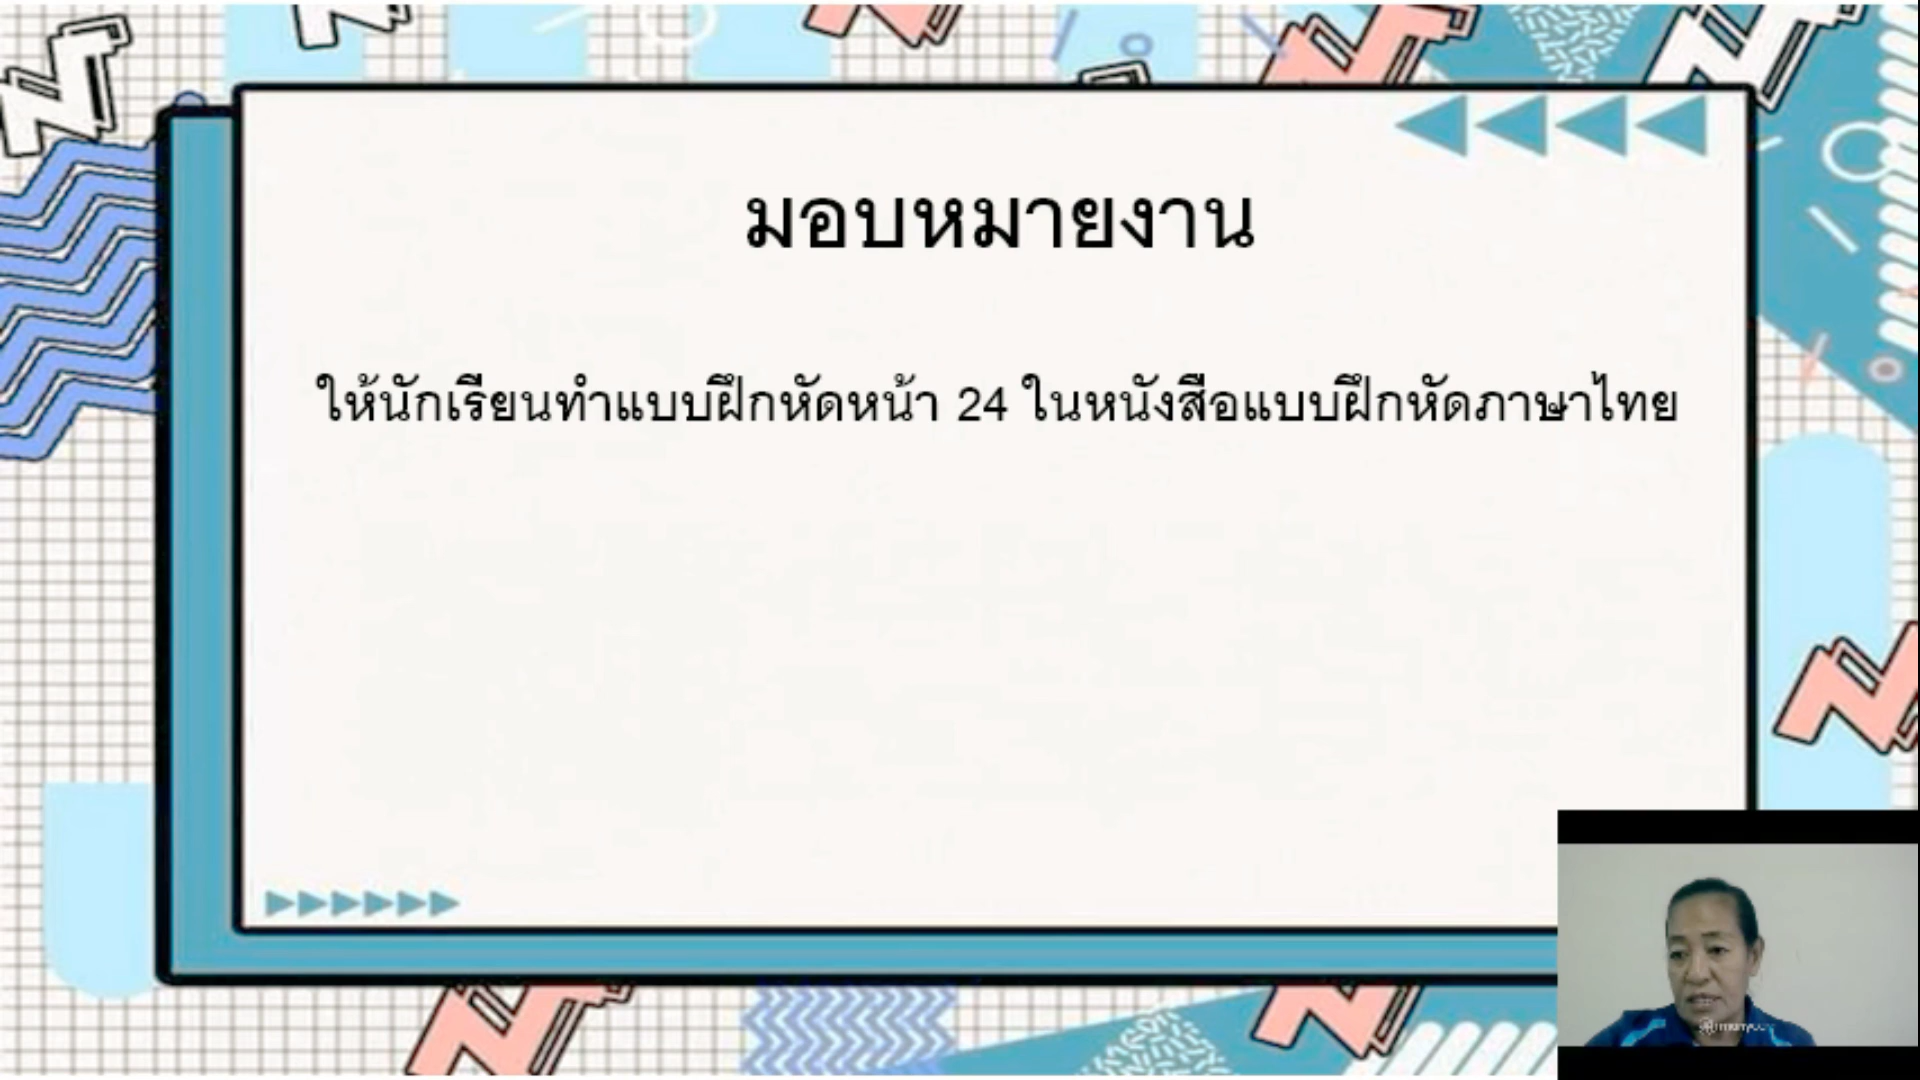 มอบหมายงาน
ให้นักเรียนทำแบบฝึกหัดหน้า 24 ในหนังสือแบบฝึกหัดภาษาไทย